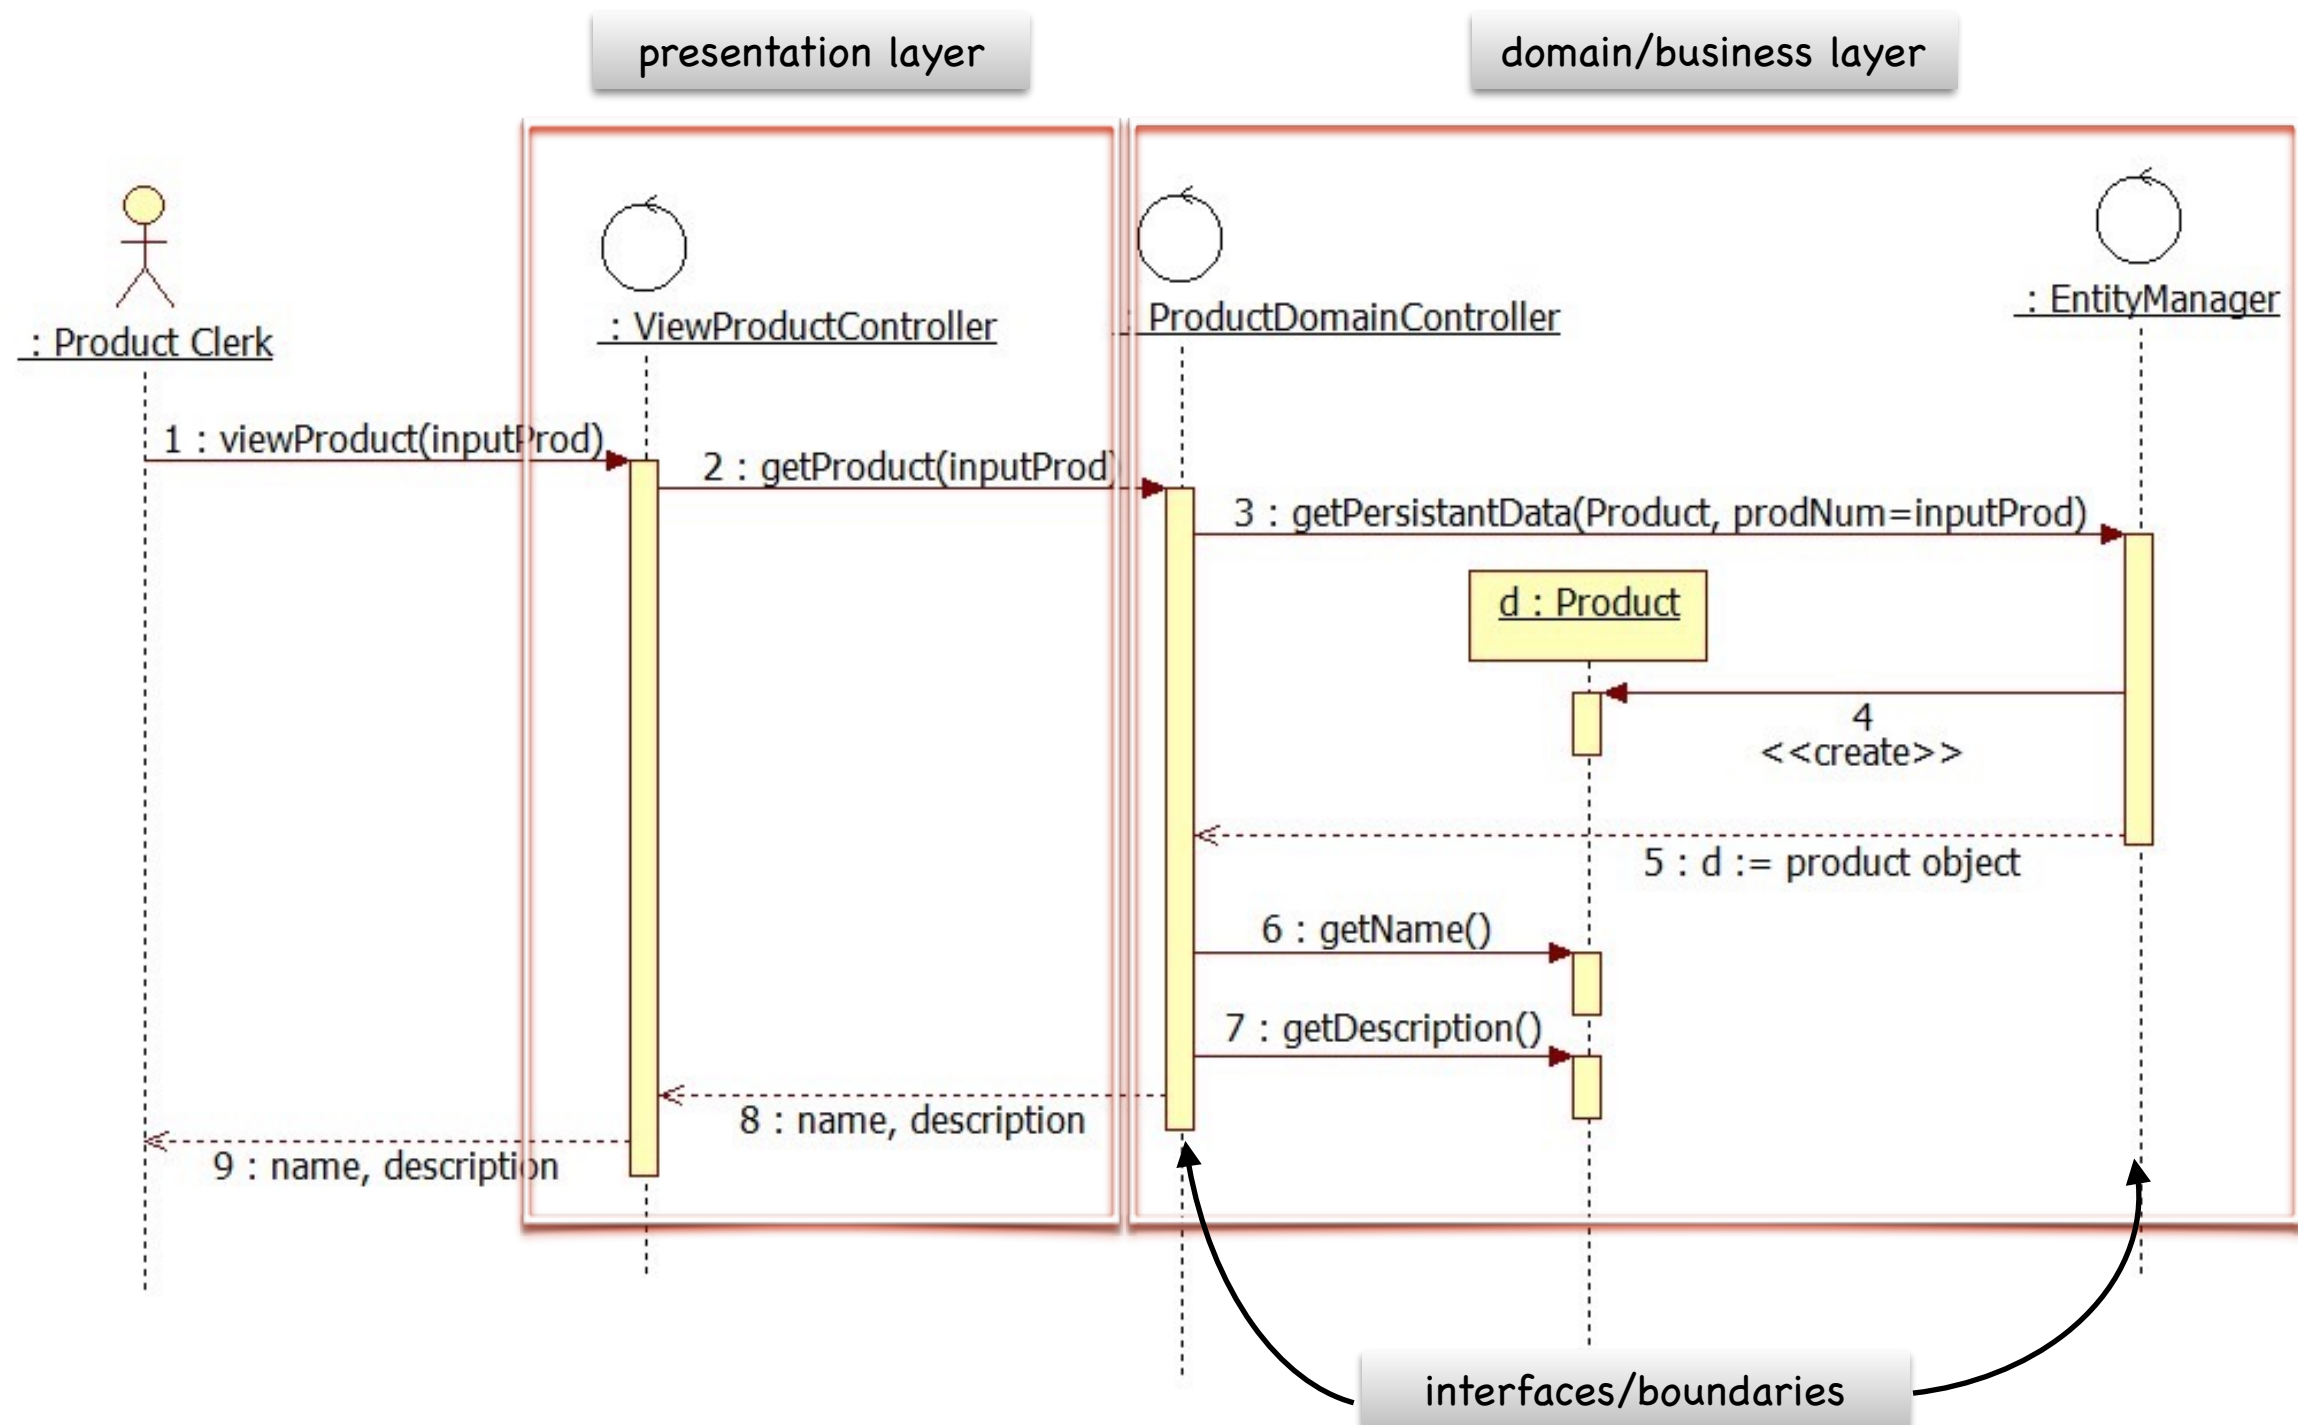 presentation layer
domain/business layer
: Product Clerk
: ViewProductController
: ProductDomainController
: EntityManager
1 : viewProduct(inputProd)
2 : getProduct(inputProd)
3 : getPersistantData(Product, prodNum=inputProd)
d : Product
4
<<create>>
5 : d := product object
6 : getName()
7 : getDescription()
8 : name, description
9 : name, description
interfaces/boundaries